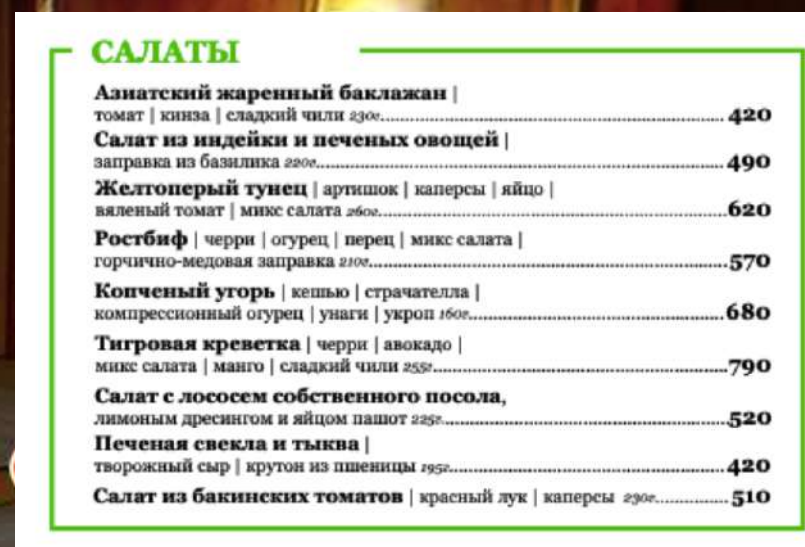 САЛАТЫ
Азиатский жаренный баклажан |
томат | кинза | сладкий чили 230г. 420
Салат из индейки и печеных овощей |
заправка из базилика 220г. 490
Желтоперый тунец | артишок | каперсы | яйцо |
вяленый томат | микс салата 260г. 620
Ростбиф | черри | огурец | перец | микс салата |
горчично-медовая заправка 210г. 570
Копченый угорь | кешью | страчателла |
компрессионный огурец | унаги | укроп 160г. 680
Тигровая креветка | черри | авокадо |
микс салата | манго | сладкий чили 255г. 790
Салат с лососем собственного посола,
лимоным дресингом и яйцом пашот 225г. 520
Печеная свекла и тыква |
творожный сыр | крутон из пшеницы 195г. 420
Салат из бакинских томатов | красный лук | каперсы 230г. 510